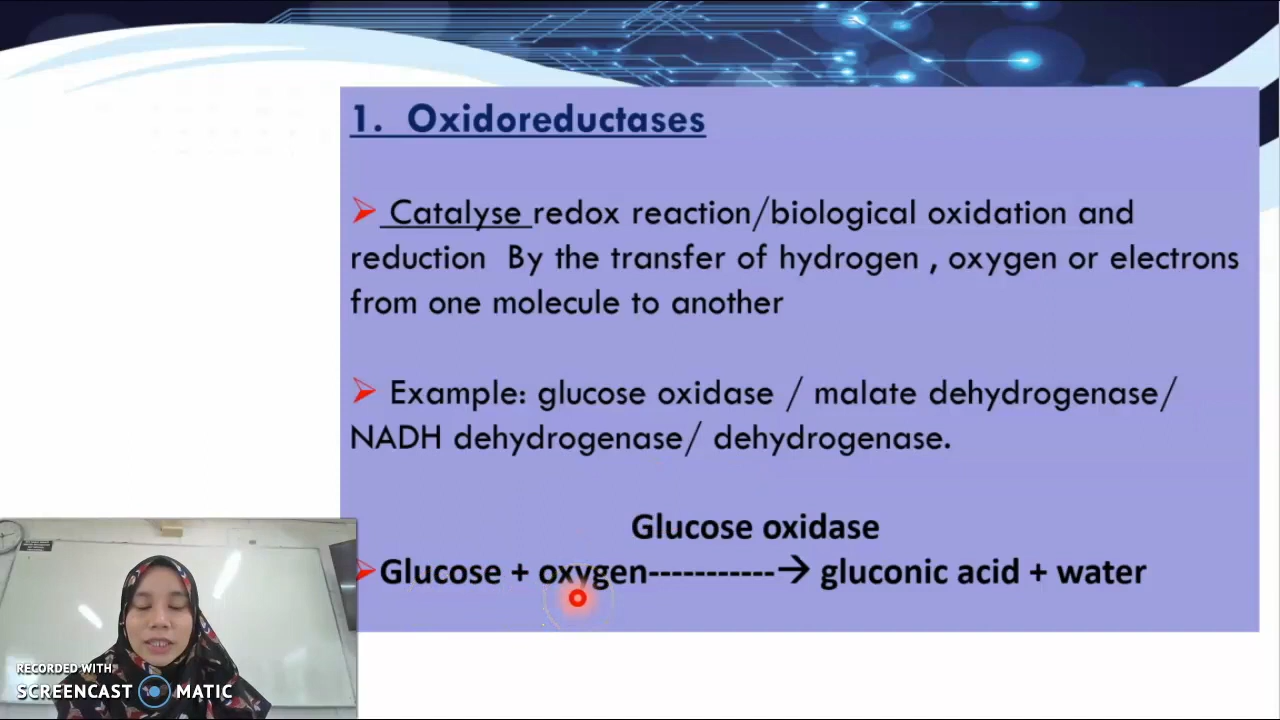 1. Oxidoreductases
➢ Catalyse redox reaction/biological oxidation and
reduction By the transfer of hydrogen , oxygen or electrons
from one molecule to another
➢ Example: glucose oxidase / malate dehydrogenase/
NADH dehydrogenase/ dehydrogenase.
Glucose oxidase
➢Glucose + oxygen-----------→ gluconic acid + water
RECORDED WITH
SCREENCAST MATIC